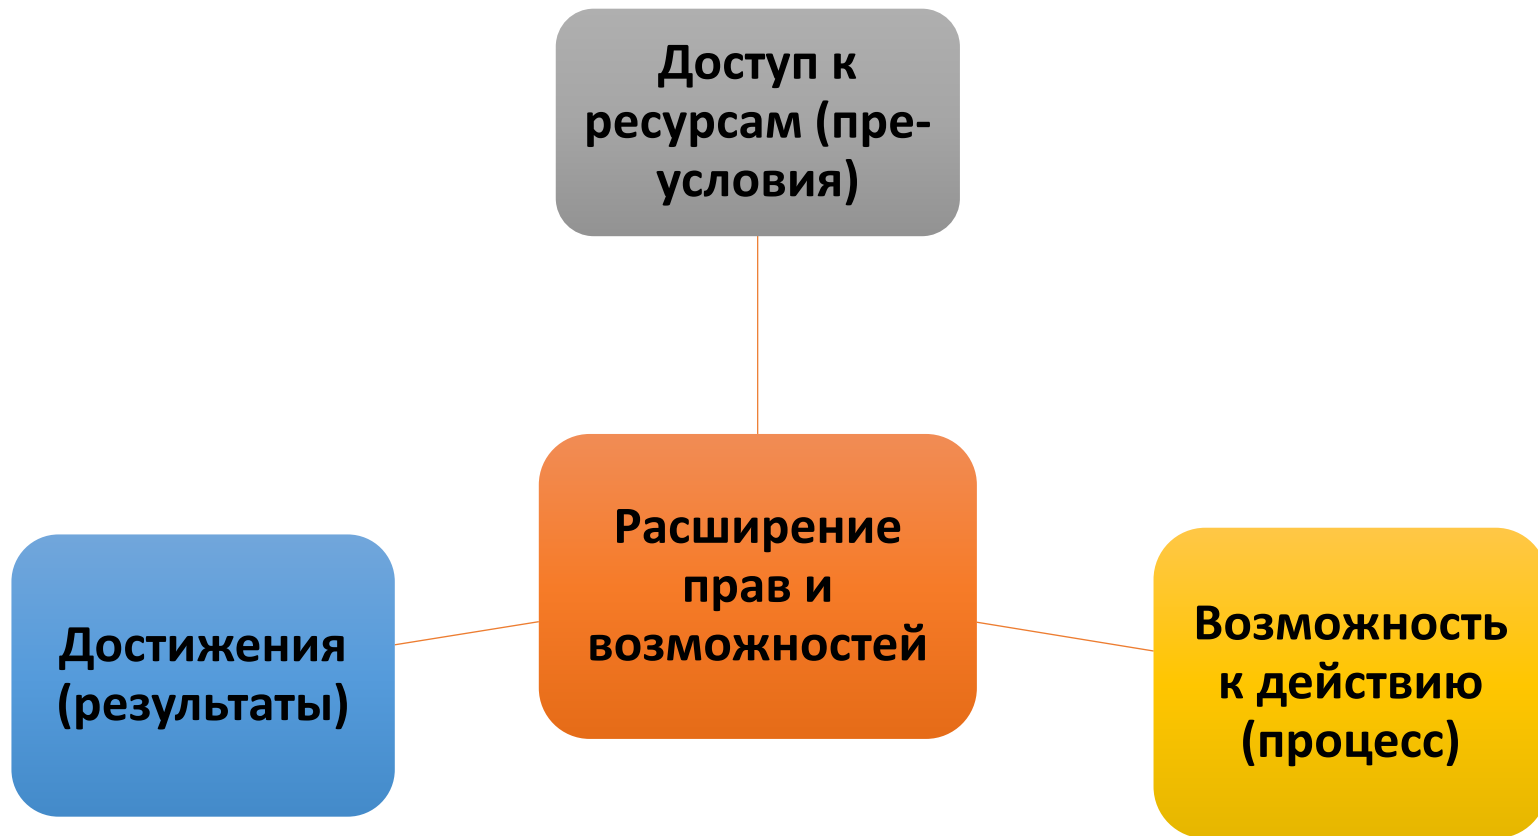 Доступ к
ресурсам (пре-
условия)
Расширение
прав и
возможностей
Достижения
(результаты)
Возможность
к действию
(процесс)